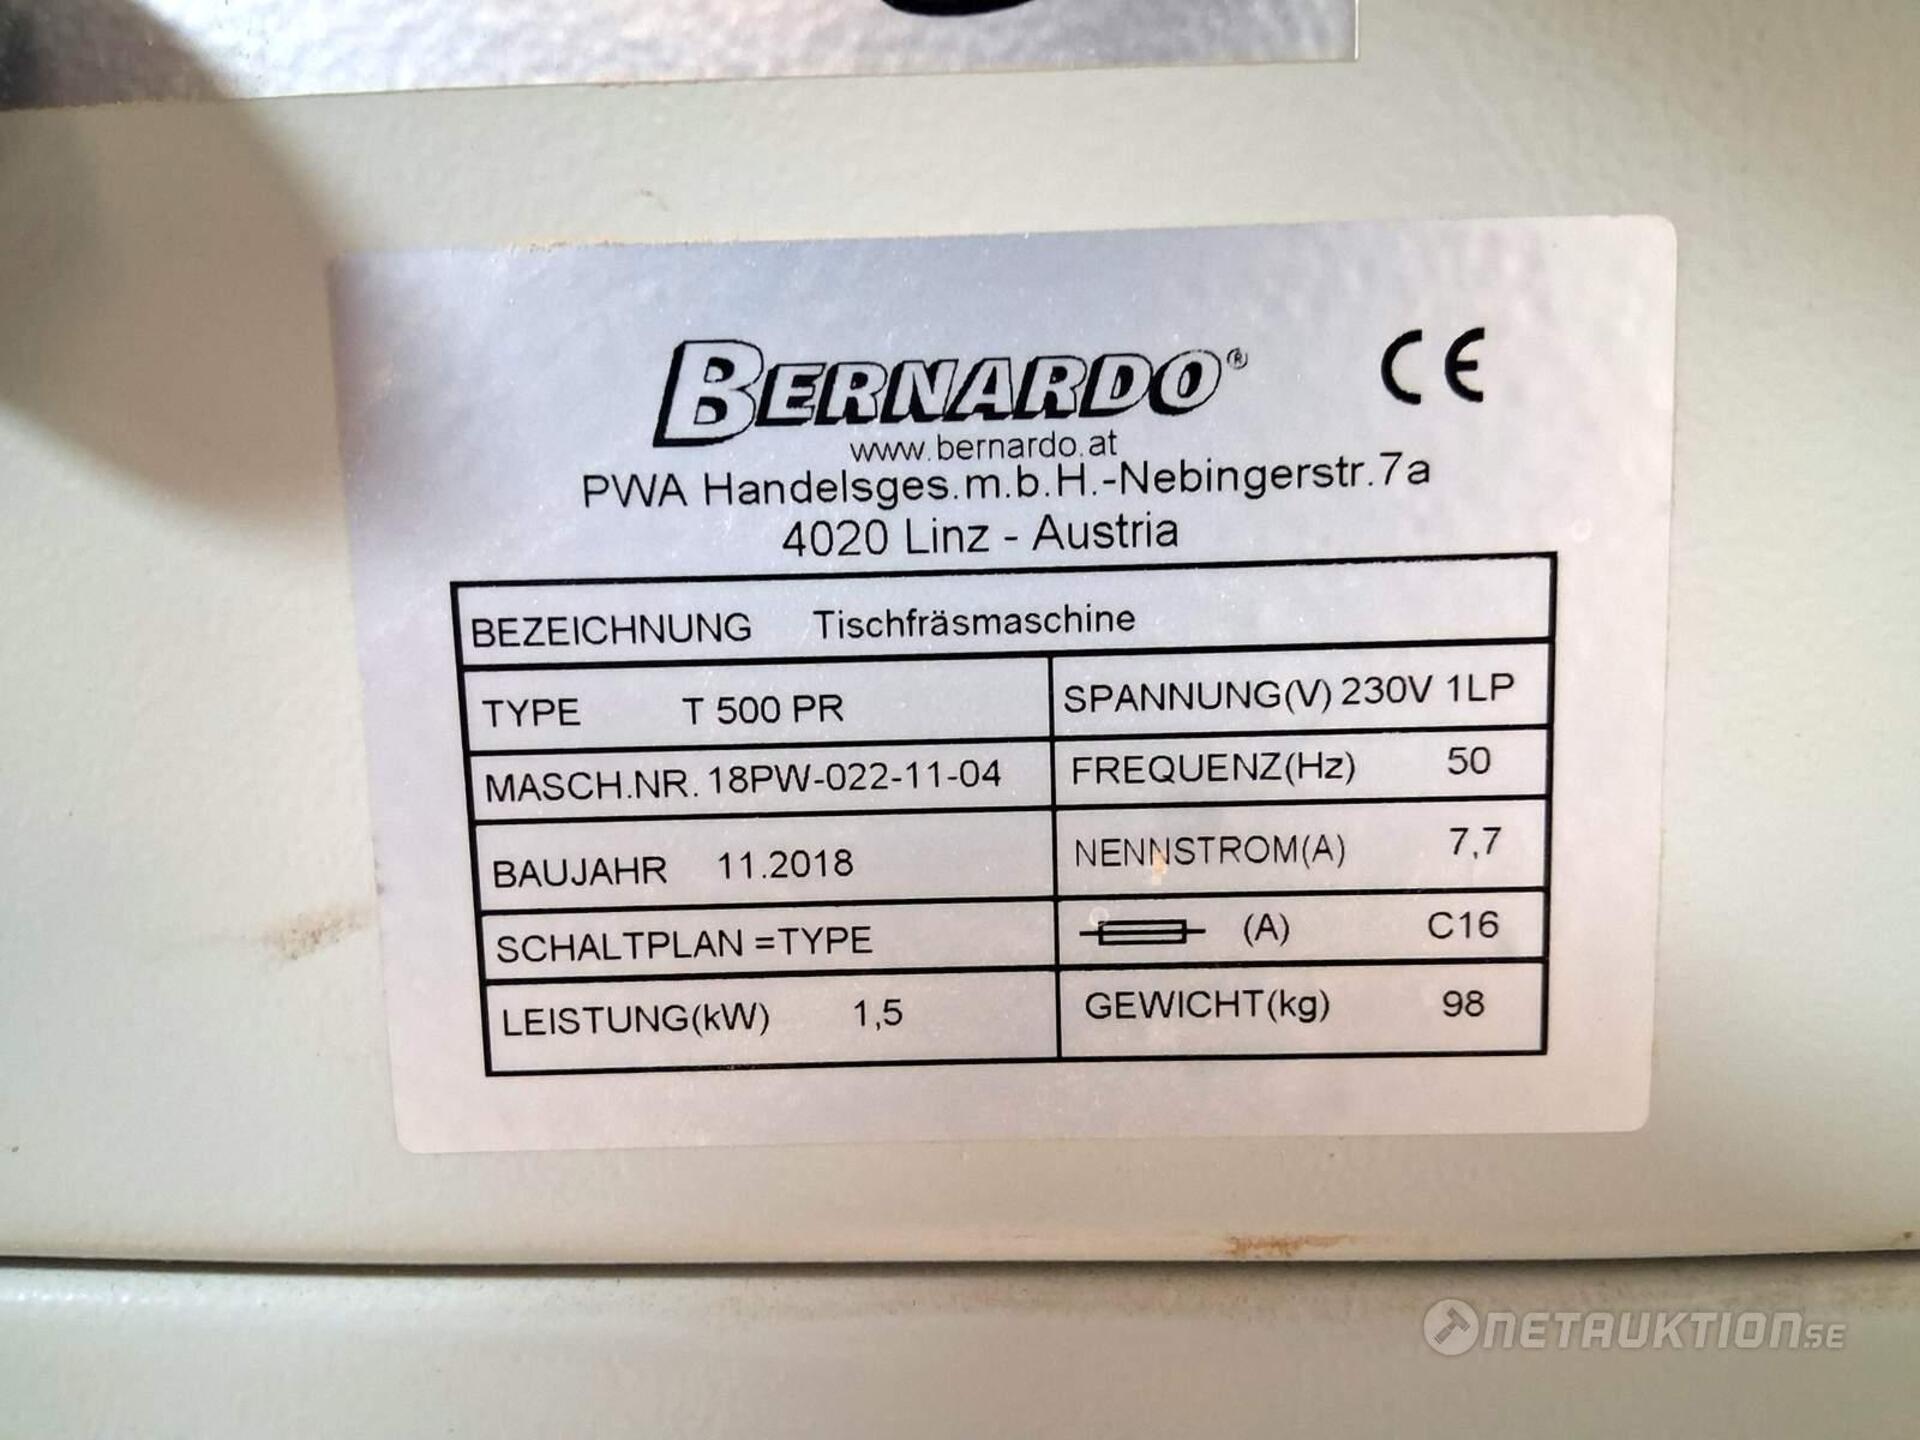 BERNARDO® CE
www.bernardo.at
PWA Handelsges.m.b.H.-Nebingerstr.7a
4020 Linz - Austria
BEZEICHNUNG Tischfräsmaschine
TYPE T 500 PR SPANNUNG(V) 230V 1LP
MASCH.NR. 18PW-022-11-04 FREQUENZ(Hz) 50
BAUJAHR 11.2018 NENNSTROM(A) 7,7
SCHALTPLAN =TYPE (A) C16
LEISTUNG(kW) 1,5 GEWICHT(kg) 98
NETAUKTION.SE